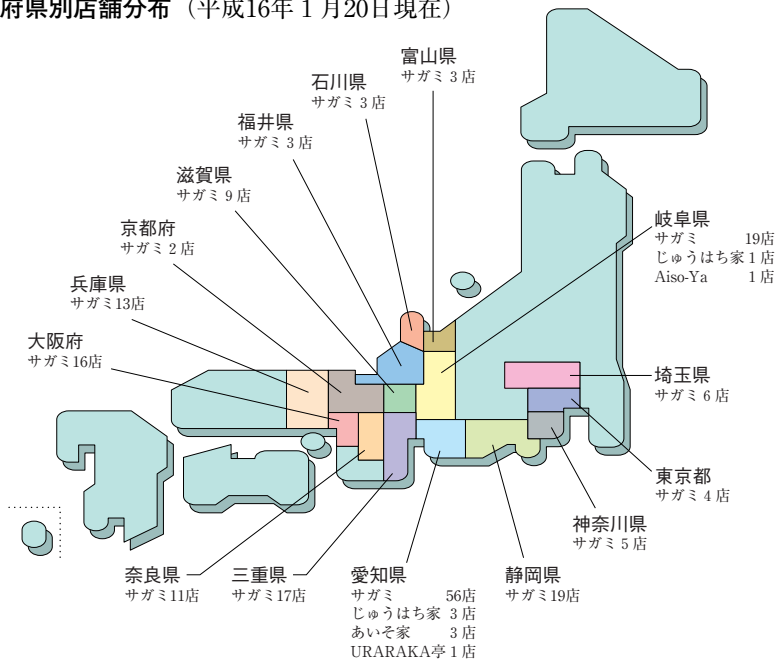 府県別店舗分布（平成16年１月20日現在）
富山県
サガミ３店
石川県
サガミ３店
福井県
サガミ３店
滋賀県
サガミ９店
京都府
サガミ２店
兵庫県
サガミ13店
大阪府
サガミ16店
岐阜県
サガミ 19店
じゅうはち家１店
Aiso-Ya １店
埼玉県
サガミ６店
東京都
サガミ４店
神奈川県
サガミ５店
奈良県
サガミ11店
三重県
サガミ17店
愛知県
サガミ 56店
じゅうはち家 ３店
あいそ家 ３店
URARAKA亭１店
静岡県
サガミ19店